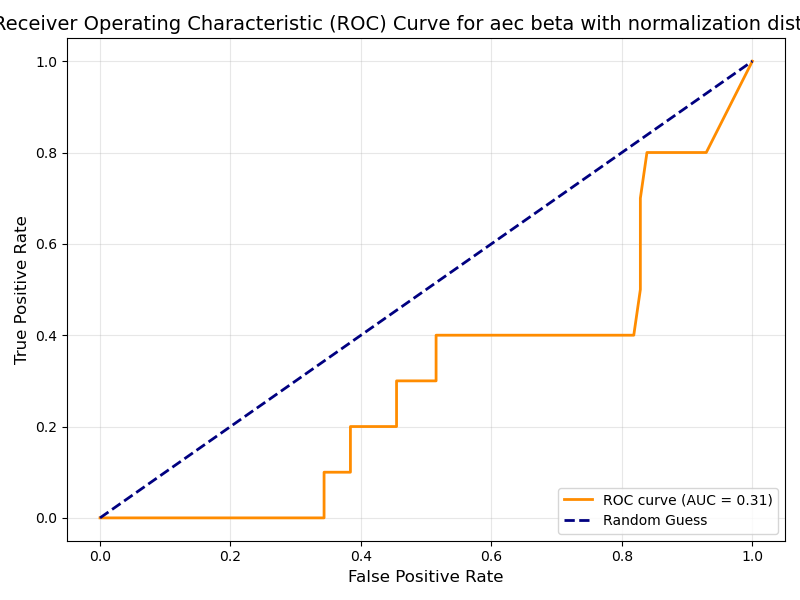 Receiver Operating Characteristic (ROC) Curve for aec beta with normalization dist
1.0
0.8
0.6
0.4
0.2
0.0
True Positive Rate
0.0 0.2 0.4 0.6 0.8 1.0
False Positive Rate
ROC curve (AUC = 0.31)
Random Guess